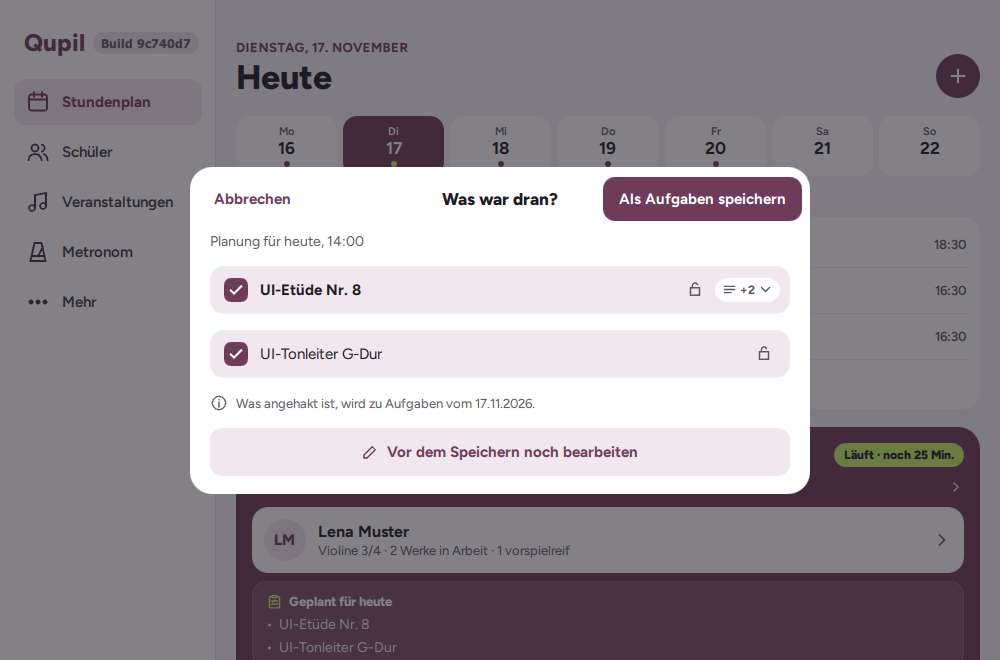 Qupil
Build 9c740d7
Stundenplan
Schüler
Veranstaltungen
Metronom
Mehr
DIENSTAG, 17. NOVEMBER
Heute
Mo
16
Di
17
Mi
18
Do
19
Fr
20
Sa
21
So
22
Abbrechen
Was war dran?
Als Aufgaben speichern
Planung für heute, 14:00
UI-Etüde Nr. 8
+2
UI-Tonleiter G-Dur
Was angehakt ist, wird zu Aufgaben vom 17.11.2026.
Vor dem Speichern noch bearbeiten
18:30
16:30
16:30
Läuft · noch 25 Min.
LM
Lena Muster
Violine 3/4 · 2 Werke in Arbeit · 1 vorspielreif
Geplant für heute
• UI-Etüde Nr. 8
• UI-Tonleiter G-Dur